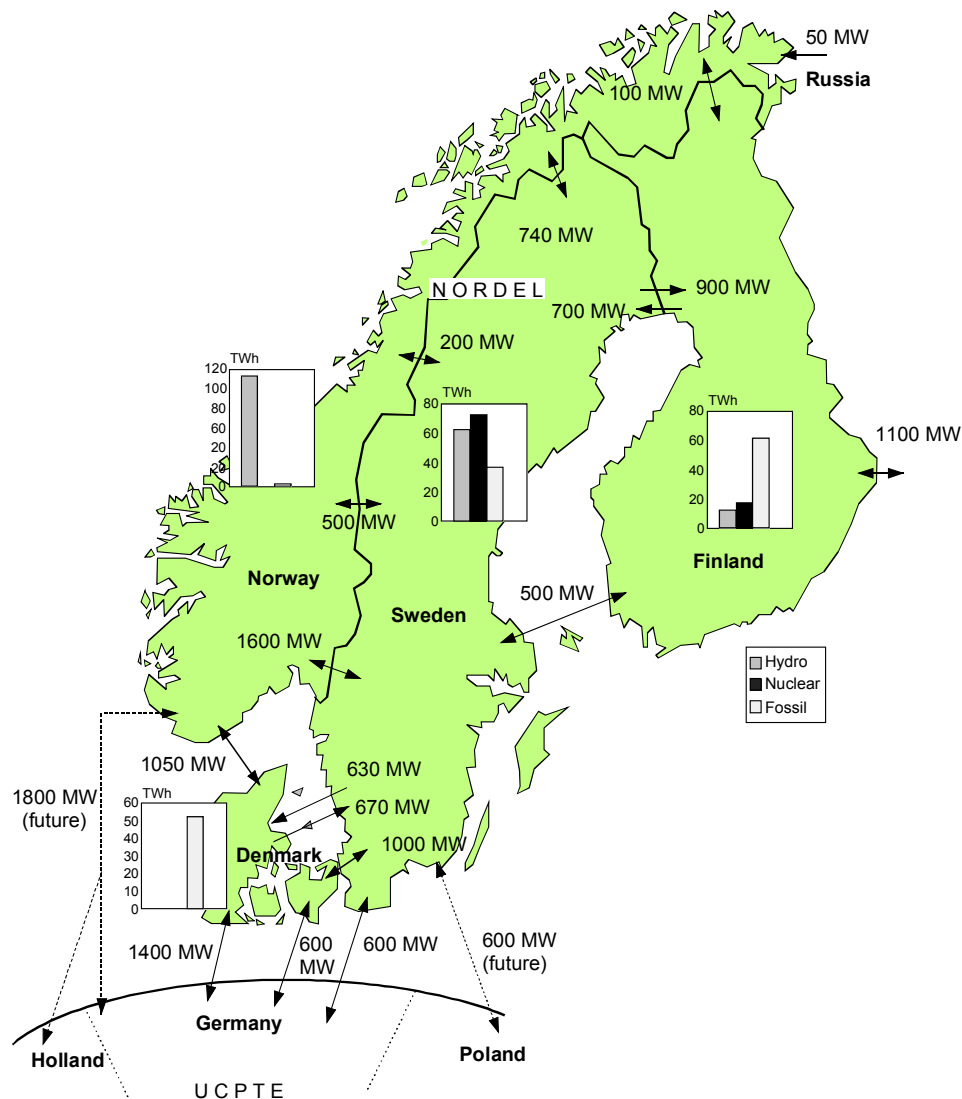 50 MW
Russia
100 MW
740 MW
NORDEL
900 MW
700 MW
200 MW
TWh
120
100
80
60
80
20
20
0
TWh
80
60
40
20
0
TWh
80
60
40
20
0
1100 MW
500 MW
Norway
Finland
Sweden
500 MW
1600 MW
Hydro
Nuclear
Fossil
1050 MW
1800 MW
(future)
630 MW
670 MW
TWh
60
50
40
30
20
10
0
Denmark
1000 MW
1400 MW
600
MW
600 MW
600 MW
(future)
Germany
Holland
Poland
UCPTE